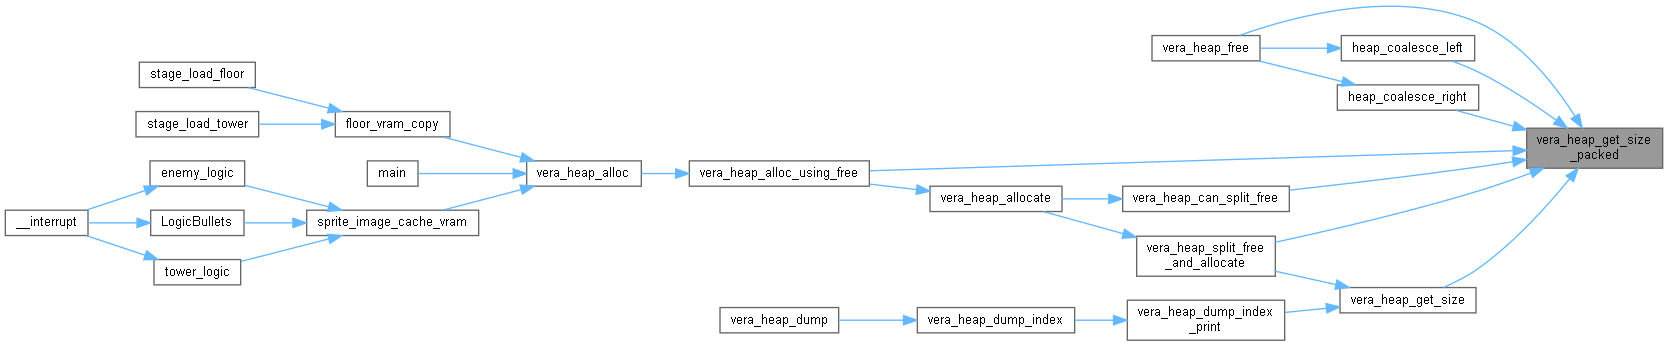 vera_heap_free
heap_coalesce_left
stage_load_floor
heap_coalesce_right
stage_load_tower
floor_vram_copy
vera_heap_get_size
_packed
enemy_logic
main
vera_heap_alloc
vera_heap_alloc_using_free
vera_heap_allocate
vera_heap_can_split_free
__interrupt
LogicBullets
sprite_image_cache_vram
vera_heap_split_free
_and_allocate
tower_logic
vera_heap_get_size
vera_heap_dump
vera_heap_dump_index
vera_heap_dump_index
_print